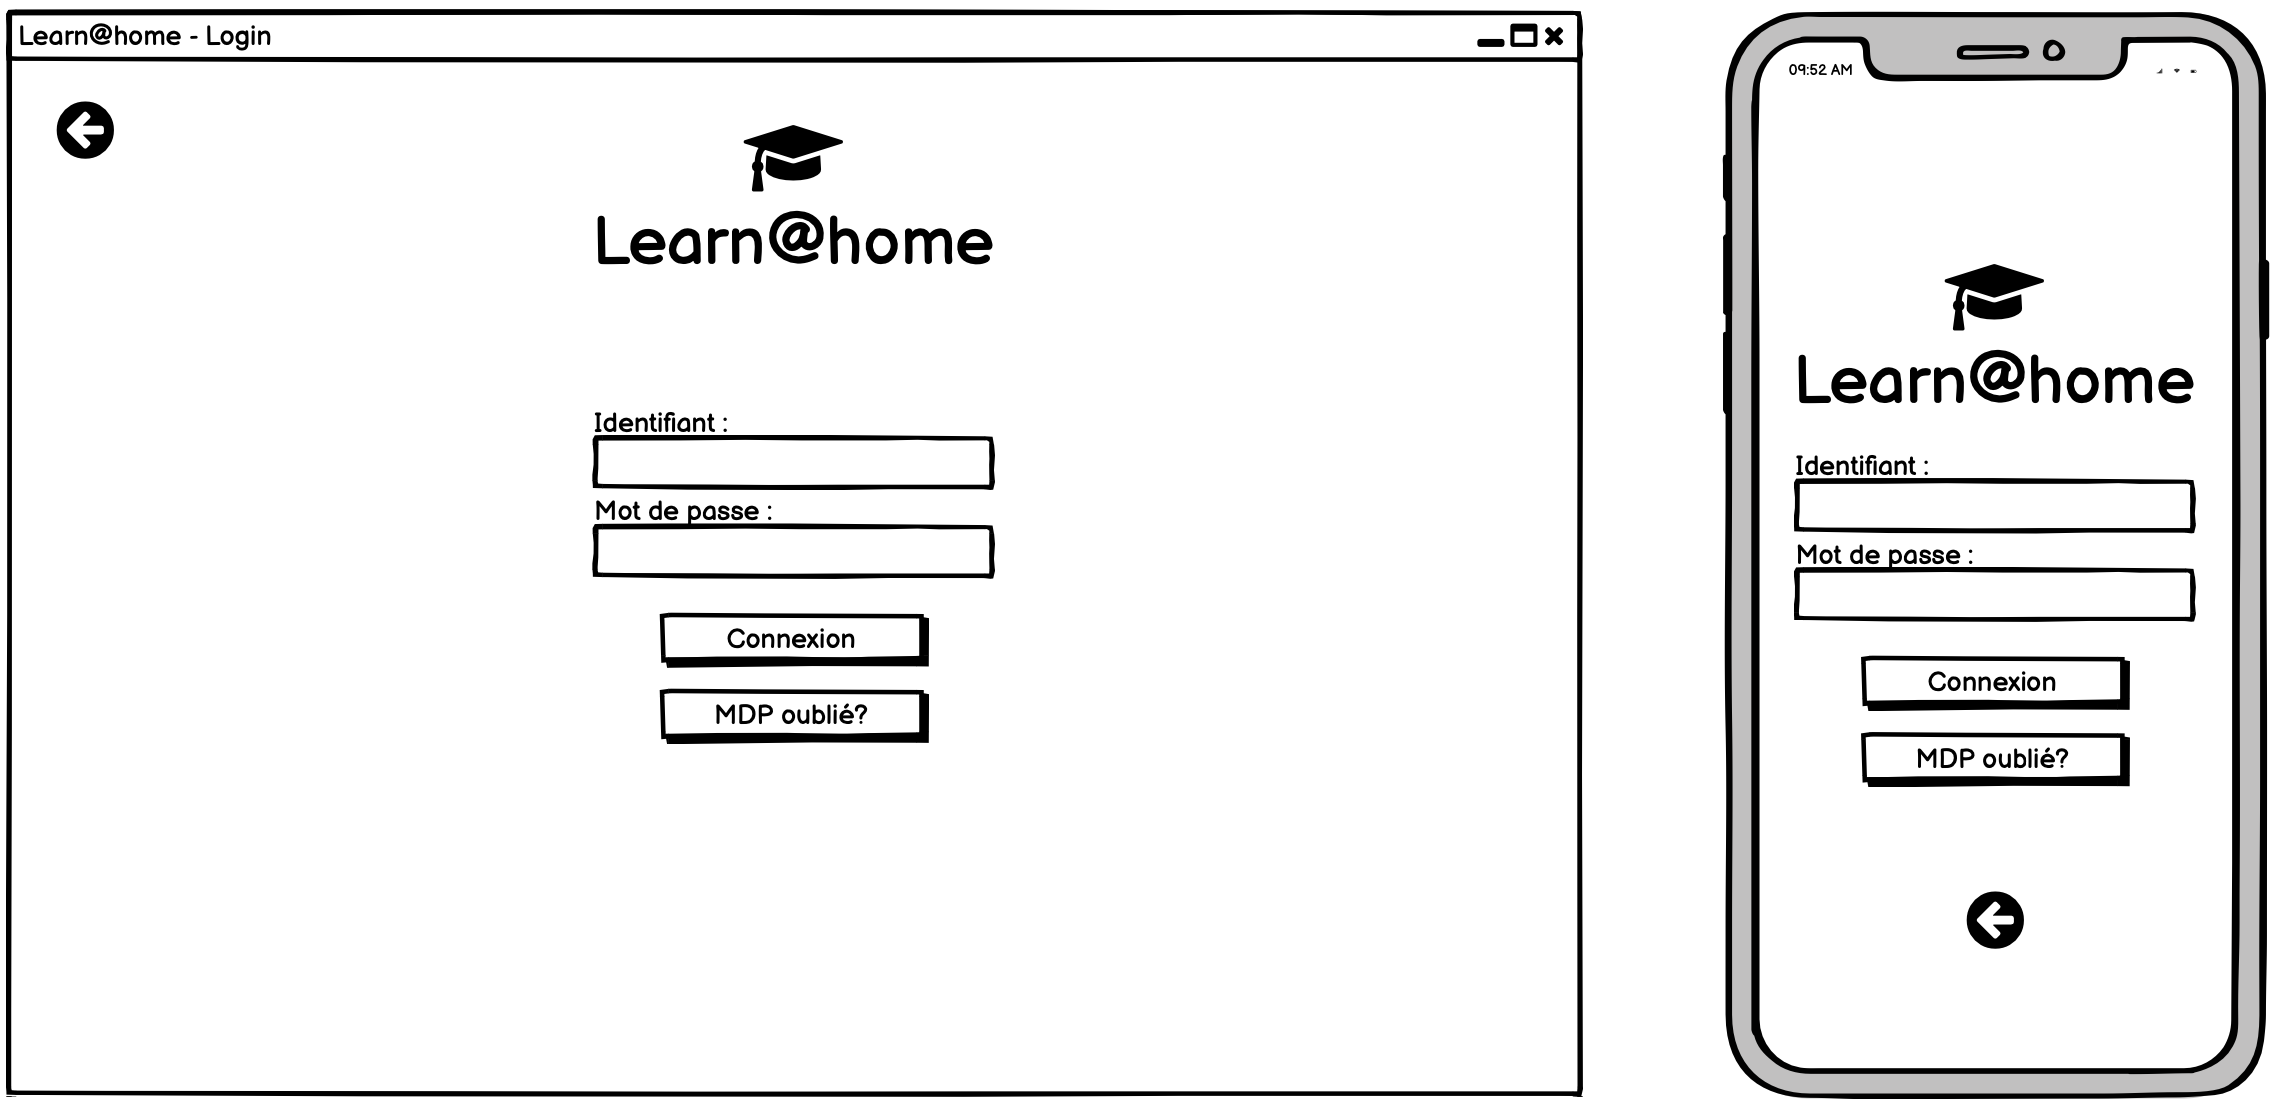 Learn@home - Login
Learn@home
Identifiant :
Mot de passe :
Connexion
MDP oublié?
09:52 AM
Learn@home
Identifiant :
Mot de passe :
Connexion
MDP oublié?